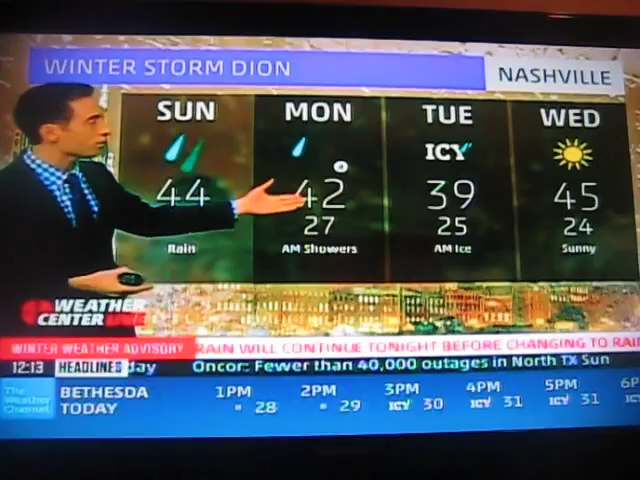 WINTER STORM DION
NASHVILLE
SUN MON TUE WED
ICY
44 42 39 45
27 25 24
Rain AM Showers AM Ice Sunny
WEATHER
CENTER LIVE
WINTER WEATHER ADVISORY RAIN WILL CONTINUE TONIGHT BEFORE CHANGING TO RAI
12:13 HEADLINES day Oncor: Fewer than 40,000 outages in North TX Sun
The Weather Channel
BETHESDA 1PM 2PM 3PM 4PM 5PM 6P
TODAY 28 29 ICY 30 ICY 31 ICY 31 IC